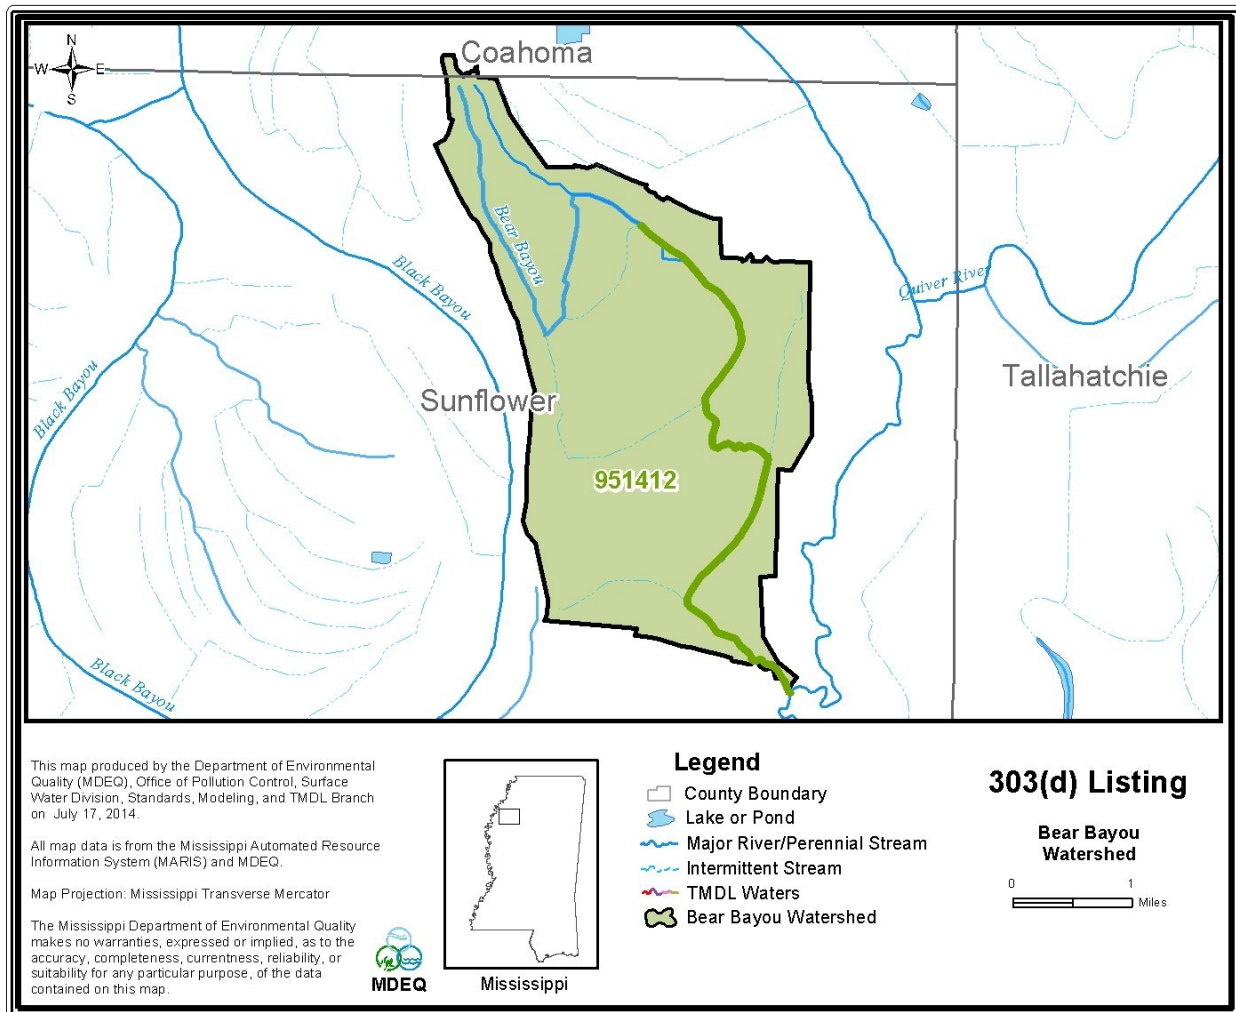 N
W E
S
Coahoma
Bear Bayou
Black Bayou
Quiver River
Black Bayou
Sunflower
Tallahatchie
951412
Black Bayou
This map produced by the Department of Environmental
Quality (MDEQ), Office of Pollution Control, Surface
Water Division, Standards, Modeling, and TMDL Branch
on July 17, 2014.
All map data is from the Mississippi Automated Resource
Information System (MARIS) and MDEQ.
Map Projection: Mississippi Transverse Mercator
The Mississippi Department of Environmental Quality
makes no warranties, expressed or implied, as to the
accuracy, completeness, currentness, reliability, or
suitability for any particular purpose, of the data
contained on this map.
MDEQ
Mississippi
Legend
County Boundary
Lake or Pond
Major River/Perennial Stream
Intermittent Stream
TMDL Waters
Bear Bayou Watershed
303(d) Listing
Bear Bayou
Watershed
0 1
Miles